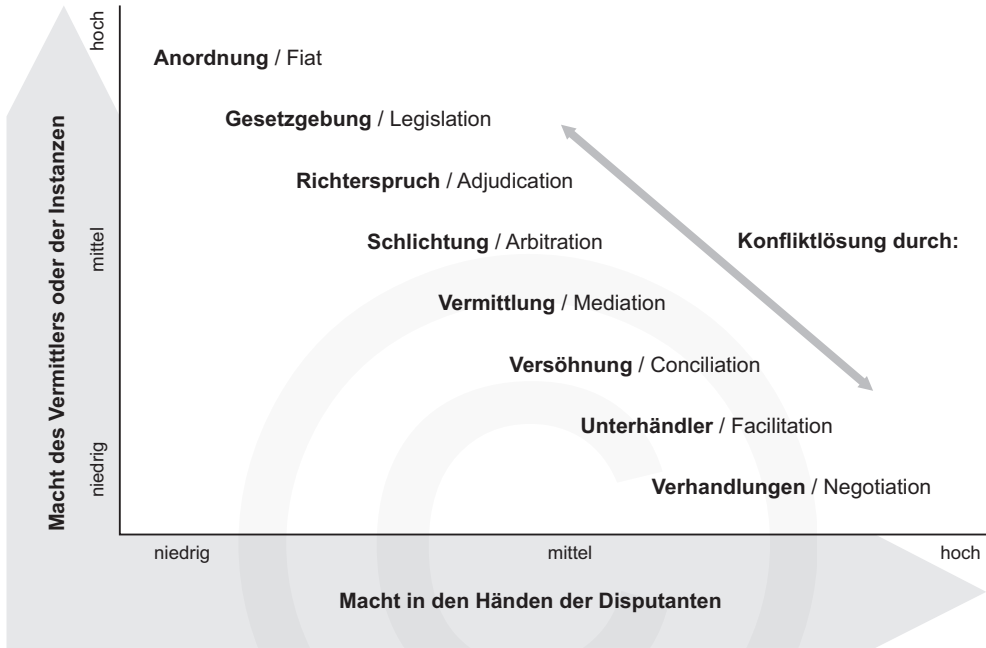 hoch
Anordnung / Fiat
Gesetzgebung / Legislation
Richterspruch / Adjudication
mittel
Schlichtung / Arbitration
Konfliktlösung durch:
Vermittlung / Mediation
Versöhnung / Conciliation
Unterhändler / Facilitation
niedrig
Verhandlungen / Negotiation
Macht des Vermittlers oder der Instanzen
niedrig
mittel
hoch
Macht in den Händen der Disputanten
©